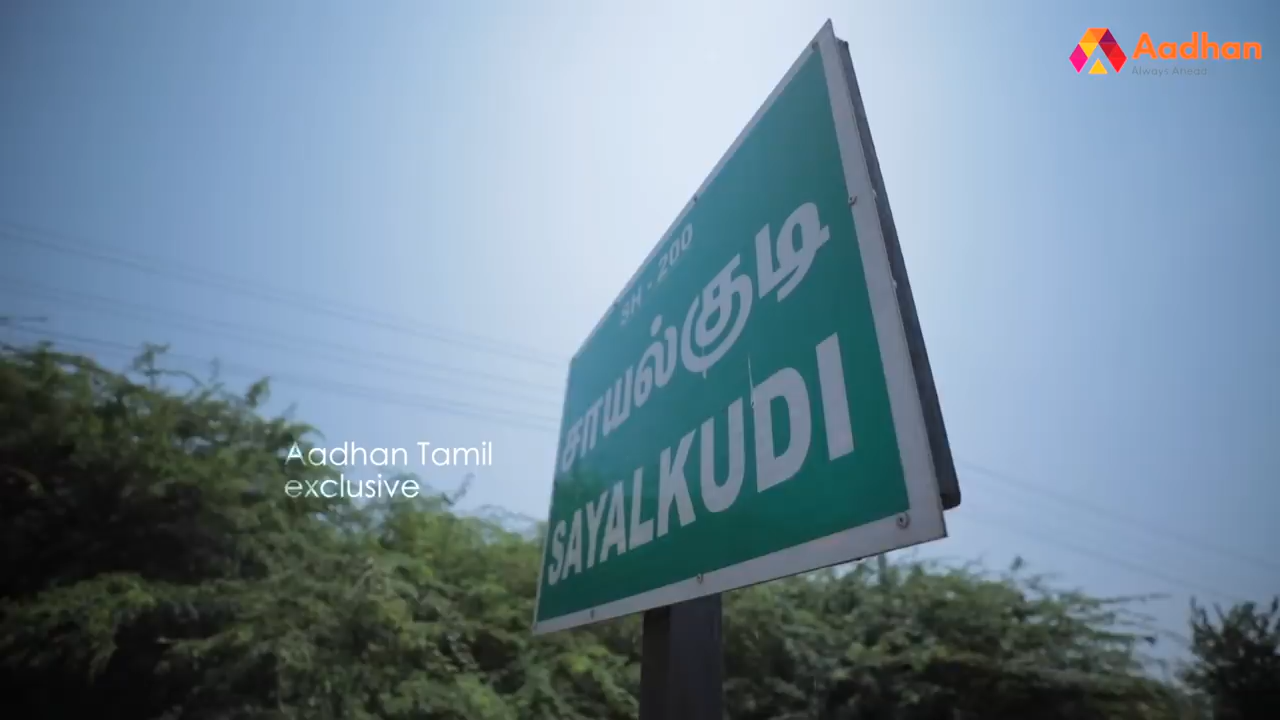 Aadhan
Always Ahead
SH - 200
சாயல்குடி
SAYALKUDI
Aadhan Tamil
exclusive